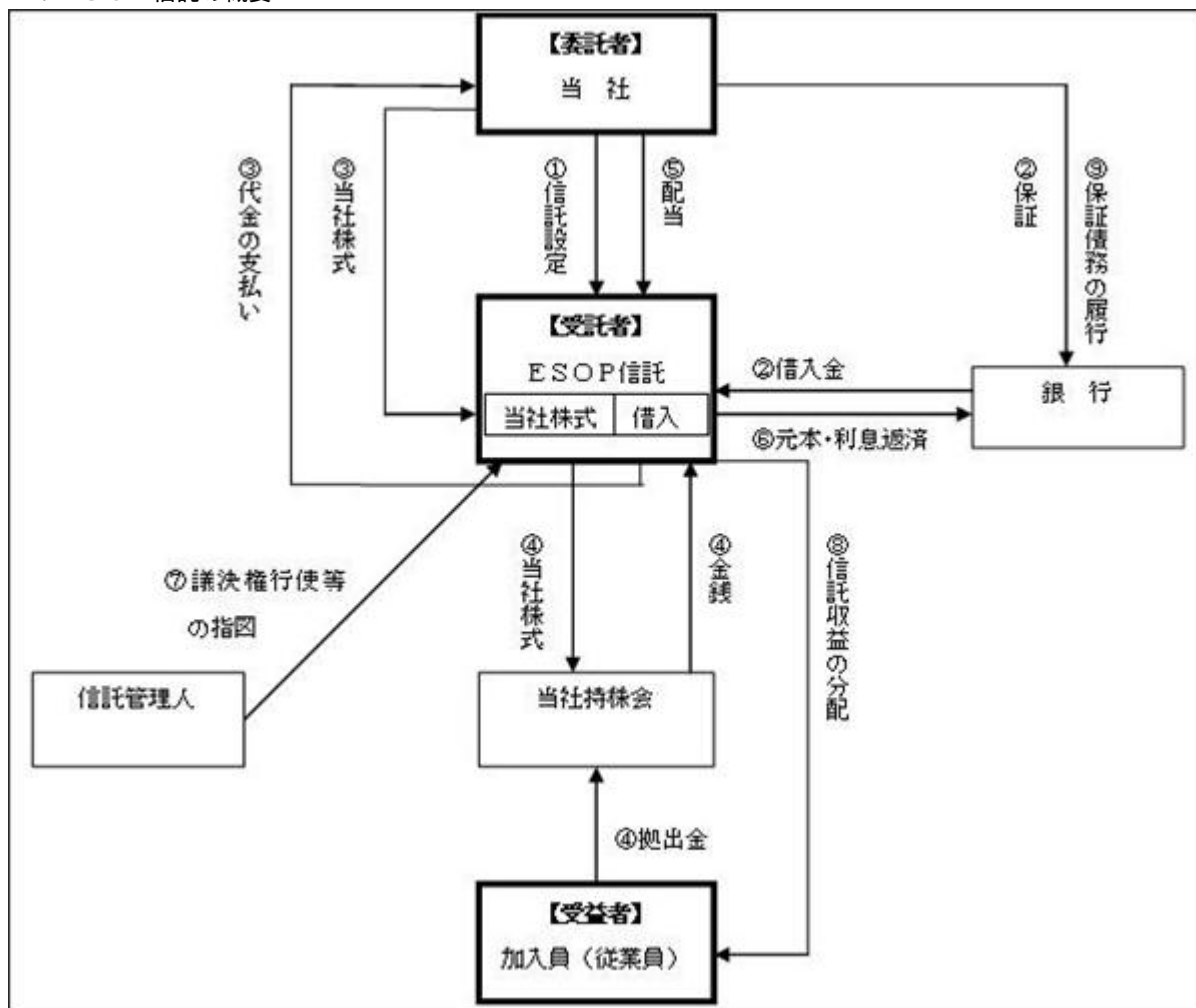 【委託者】
当 社
③代金の支払い
③当社株式
①信託設定
⑤配当
②保証
⑨保証債務の履行
【受託者】
ESOP信託
当社株式
借入
②借入金
⑥元本・利息返済
銀 行
⑦議決権行使等
の指図
④当社株式
④金銭
⑧信託収益の分配
信託管理人
当社持株会
④拠出金
【受益者】
加入員（従業員）